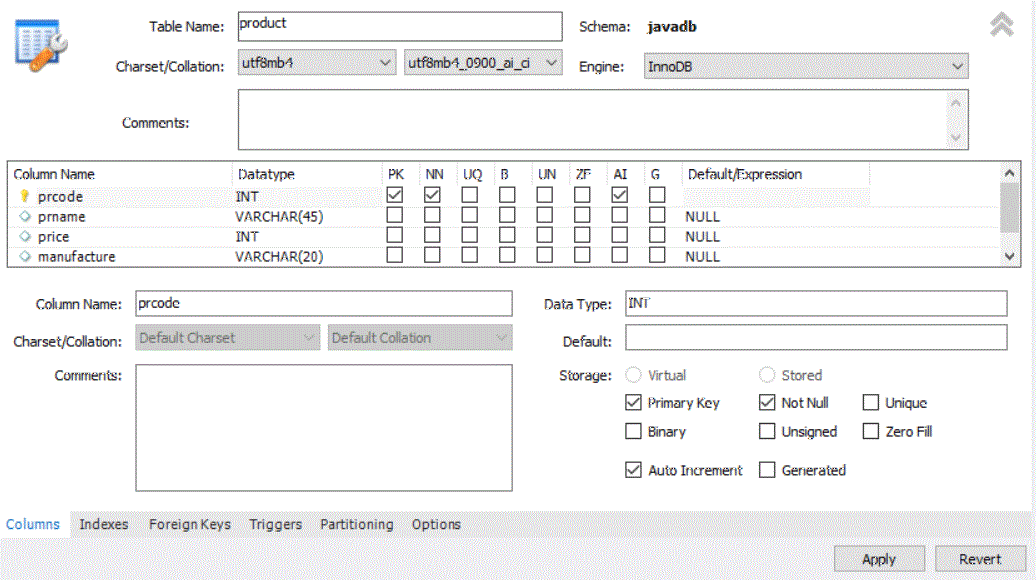 Table Name: product Schema: javadb
Charset/Collation: utf8mb4 utf8mb4_0900_ai_ci Engine: InnoDB
Comments:
Column Name Datatype PK NN UQ B UN ZF AI G Default/Expression
prcode INT
prname VARCHAR(45) NULL
price INT NULL
manufacture VARCHAR(20) NULL
Column Name: prcode Data Type: INT
Charset/Collation: Default Charset Default Collation Default:
Comments: Storage: Virtual Stored
Primary Key Not Null Unique
Binary Unsigned Zero Fill
Auto Increment Generated
Columns Indexes Foreign Keys Triggers Partitioning Options
Apply Revert